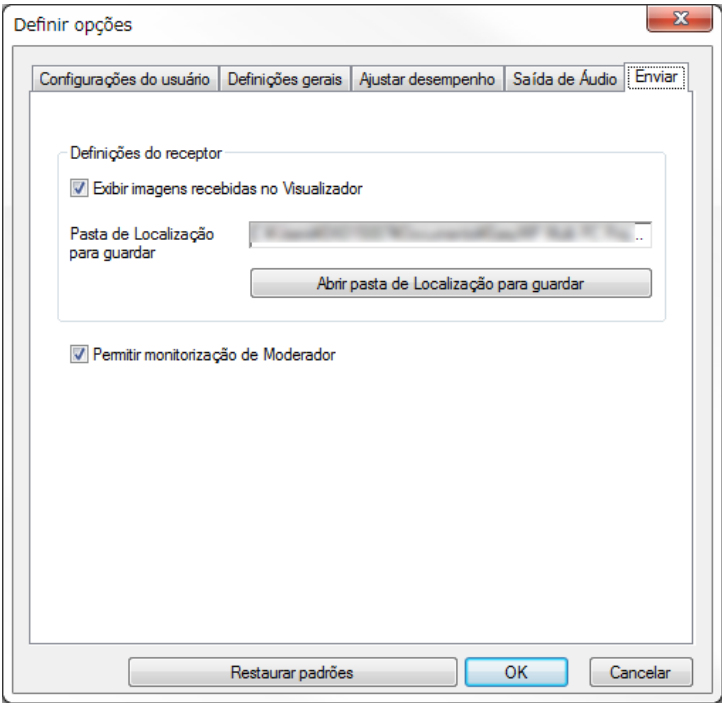 Definir opções
Configurações do usuário Definições gerais Ajustar desempenho Saída de Áudio Enviar
Definições do receptor
Exibir imagens recebidas no Visualizador
Pasta de Localização
para guardar
Abrir pasta de Localização para guardar
Permitir monitorização de Moderador
Restaurar padrões OK Cancelar